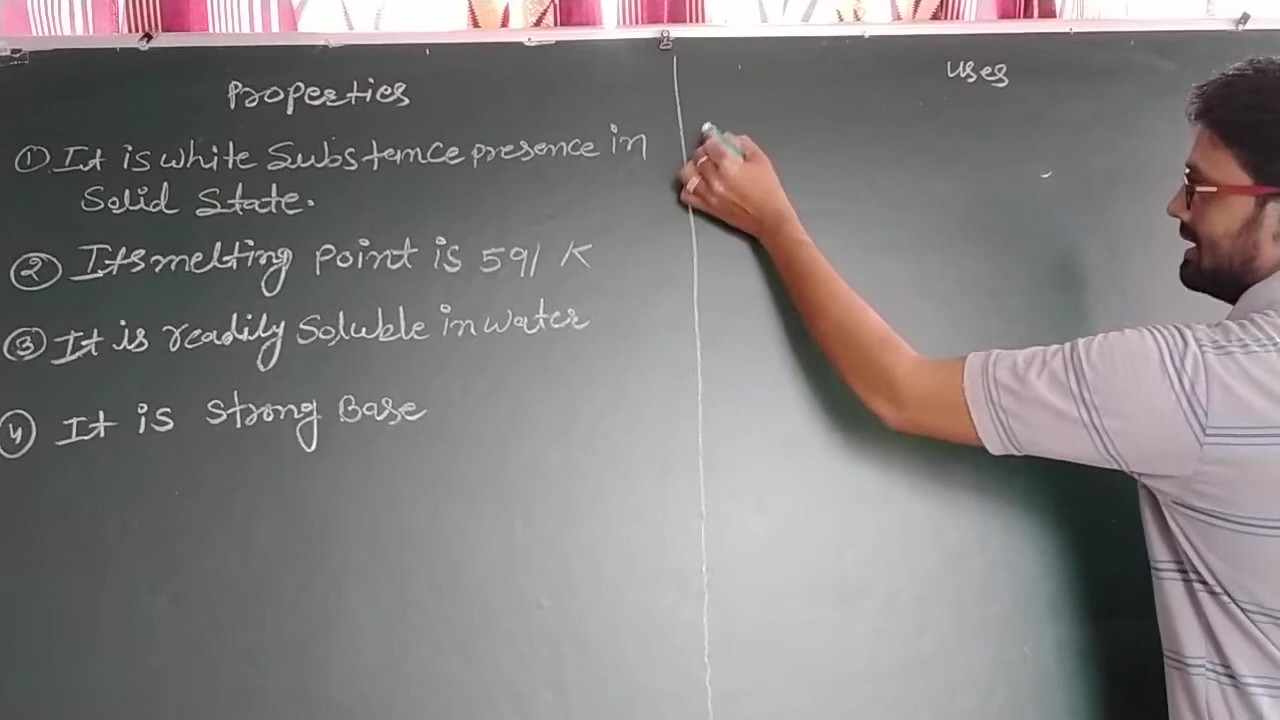 Properties
① It is white Substemce presence in
Solid State.
② Its melting Point is 591 K
③ It is readily Soluble in water
④ It is Strong Base
Uses